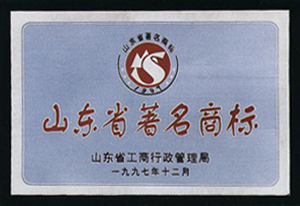 山东省著名商标
1997
山东省著名商标
山东省工商行政管理局
一九九七年十二月